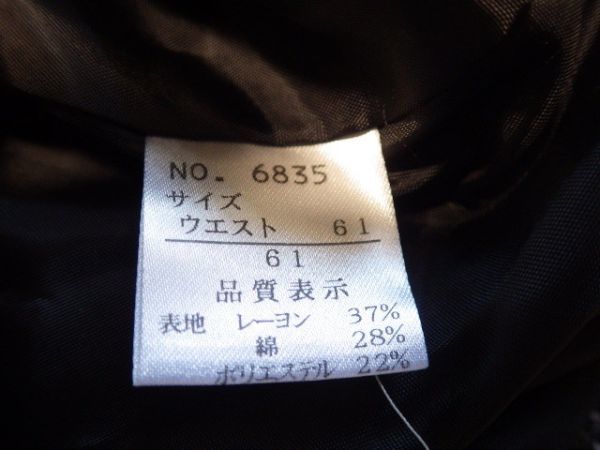 NO. 6835
サイズ
ウエスト 61
61
品質表示
表地 レーヨン 37%
綿 28%
ポリエステル 22%